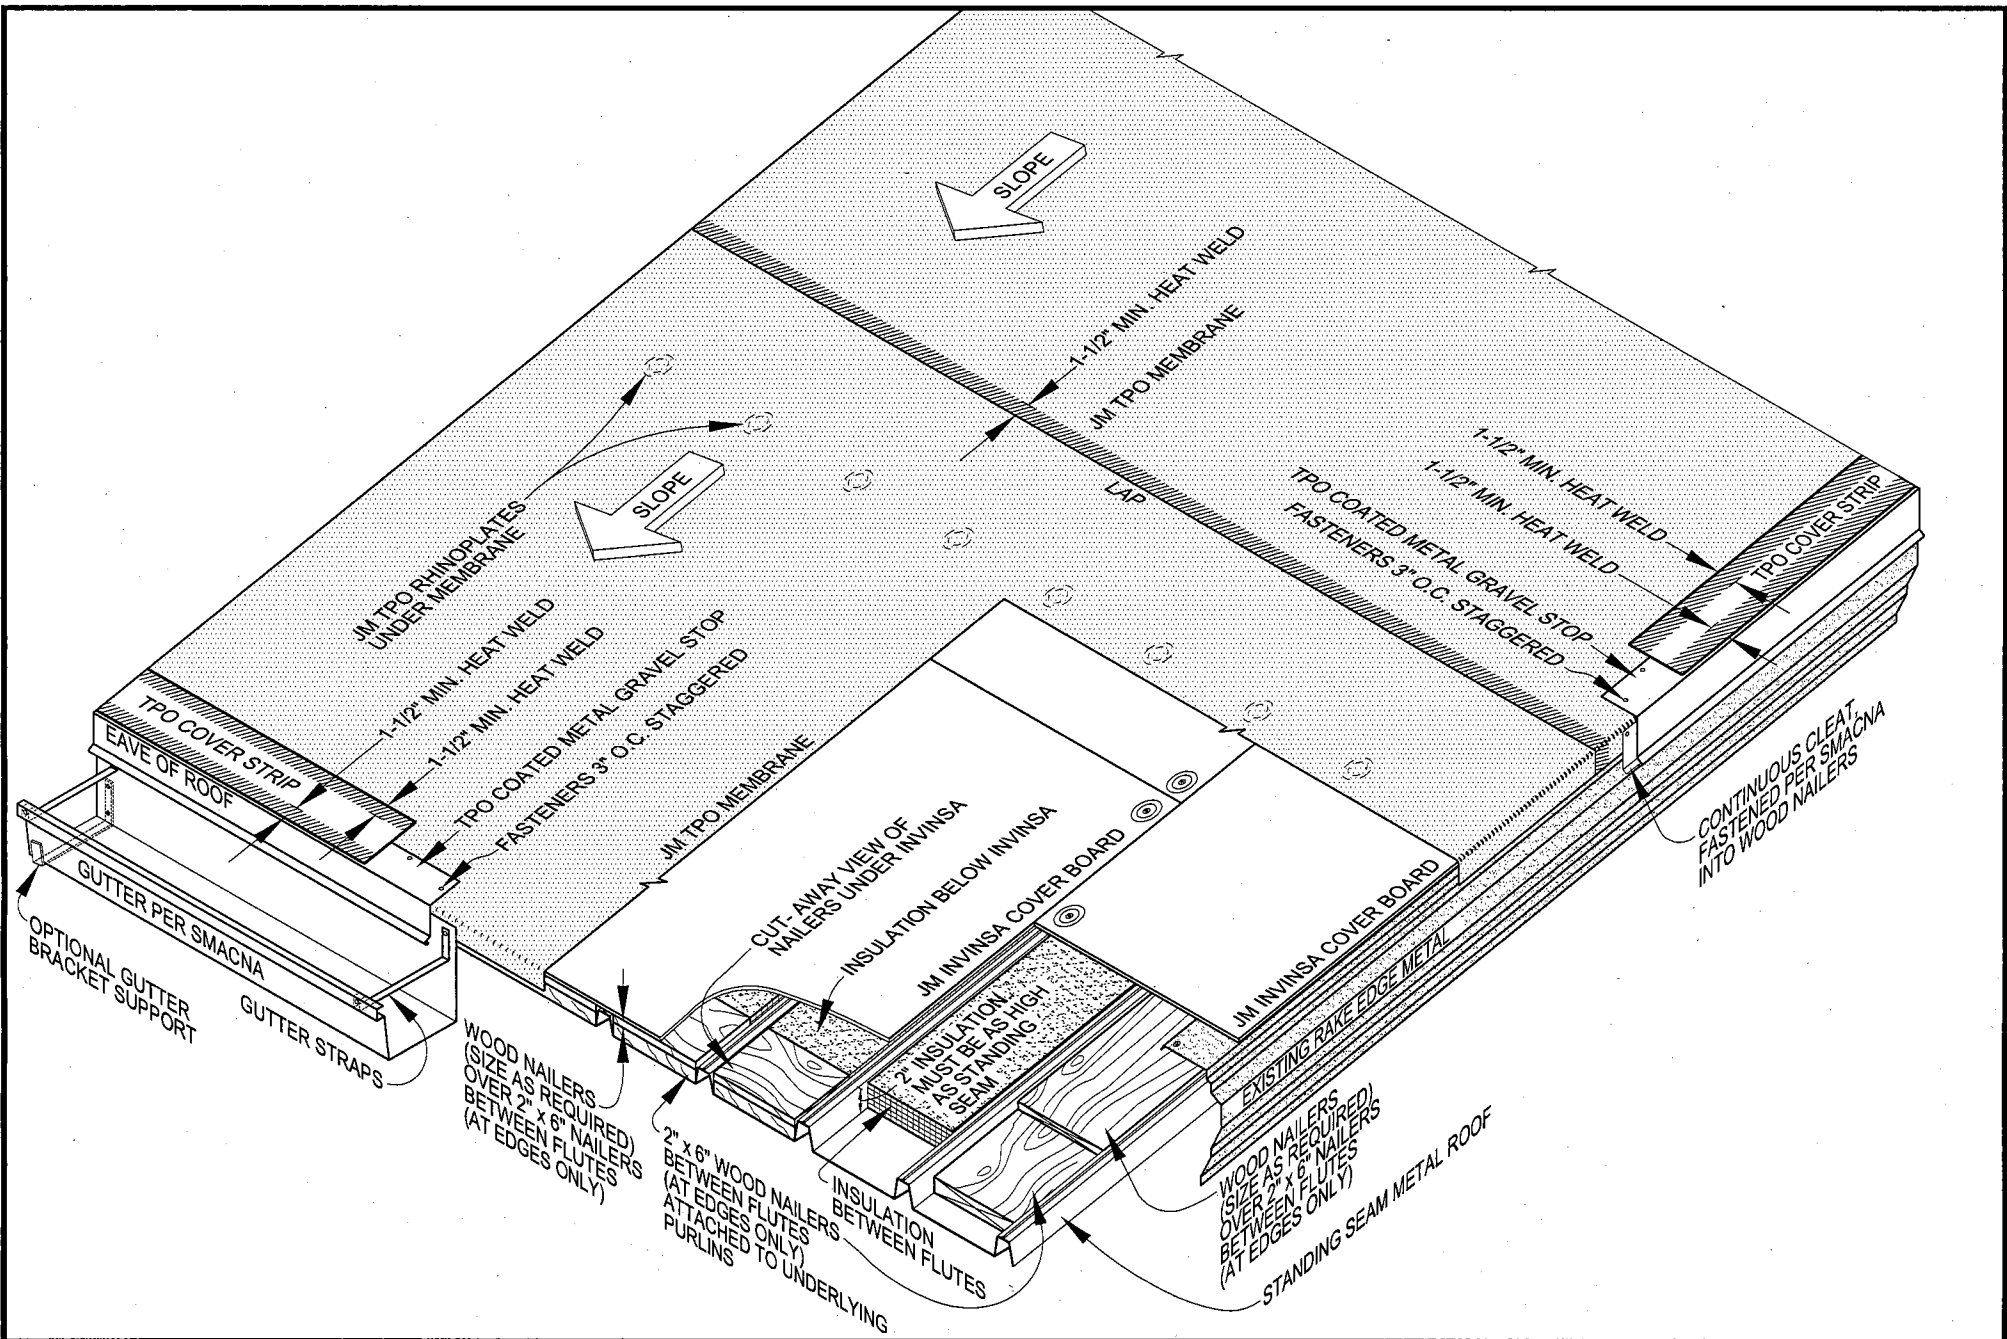 SLOPE
1-1/2" MIN. HEAT WELD
JM TPO MEMBRANE
LAP
JM TPO RHINOPLATES
UNDER MEMBRANE
SLOPE
1-1/2" MIN. HEAT WELD
1-1/2" MIN. HEAT WELD
TPO COATED METAL GRAVEL STOP
FASTENERS 3" O.C. STAGGERED
TPO COVER STRIP
CONTINUOUS CLEAT,
FASTENED PER SMACNA
INTO WOOD NAILERS
TPO COVER STRIP
EAVE OF ROOF
1-1/2" MIN. HEAT WELD
1-1/2" MIN. HEAT WELD
TPO COATED METAL GRAVEL STOP
FASTENERS 3" O.C. STAGGERED
JM TPO MEMBRANE
GUTTER PER SMACNA
OPTIONAL GUTTER
BRACKET SUPPORT
GUTTER STRAPS
CUT- AWAY VIEW OF
NAILERS UNDER INVINSA
INSULATION BELOW INVINSA
JM INVINSA COVER BOARD
JM INVINSA COVER BOARD
2" INSULATION
MUST BE AS HIGH
AS STANDING
SEAM
EXISTING RAKE EDGE METAL
WOOD NAILERS
(SIZE AS REQUIRED)
OVER 2" x 6" NAILERS
BETWEEN FLUTES
(AT EDGES ONLY)
2" x 6" WOOD NAILERS
BETWEEN FLUTES
(AT EDGES ONLY)
ATTACHED TO UNDERLYING
PURLINS
INSULATION
BETWEEN FLUTES
WOOD NAILERS
(SIZE AS REQUIRED)
OVER 2" x 6" NAILERS
BETWEEN FLUTES
(AT EDGES ONLY)
STANDING SEAM METAL ROOF